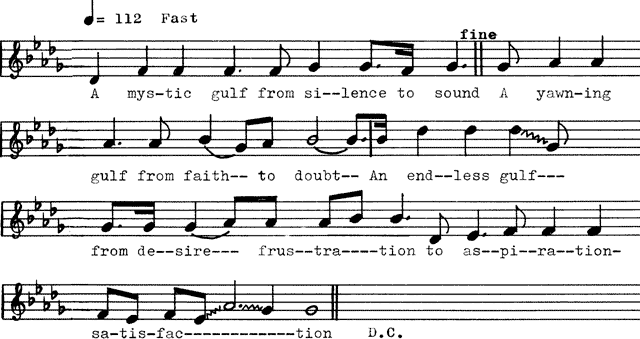 = 112 Fast
fine
A mys-tic gulf from si--lence to sound A yawn-ing
gulf from faith-- to doubt-- An end--less gulf---
from de--sire--- frus--tra----tion to as--pi--ra--tion-
sa-tis-fac------------tion D.C.